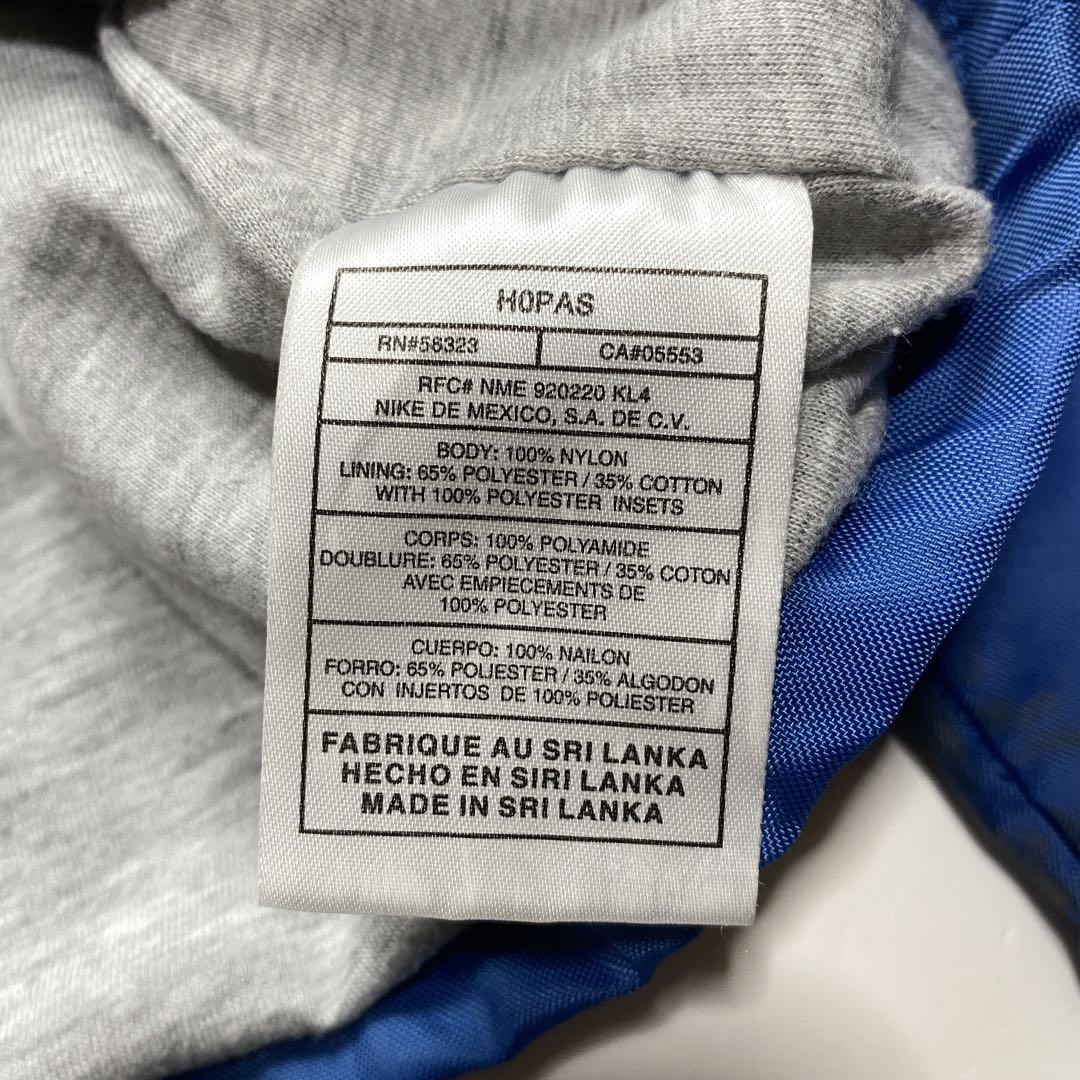 H0PAS
RN#56323 CA#05553
RFC# NME 920220 KL4
NIKE DE MEXICO, S.A. DE C.V.
BODY: 100% NYLON
LINING: 65% POLYESTER / 35% COTTON
WITH 100% POLYESTER INSETS
CORPS: 100% POLYAMIDE
DOUBLURE: 65% POLYESTER / 35% COTON
AVEC EMPIECEMENTS DE
100% POLYESTER
CUERPO: 100% NAILON
FORRO: 65% POLIESTER / 35% ALGODON
CON INJERTOS DE 100% POLIESTER
FABRIQUE AU SRI LANKA
HECHO EN SIRI LANKA
MADE IN SRI LANKA